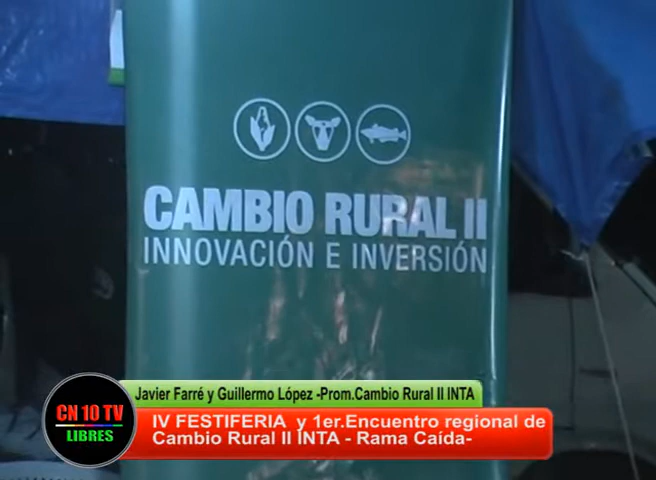 CAMBIO RURAL II
INNOVACIÓN E INVERSIÓN
Javier Farré y Guillermo López -Prom.Cambio Rural II INTA
CN 10 TV
LIBRES
IV FESTIFERIA y 1er.Encuentro regional de
Cambio Rural II INTA - Rama Caída-